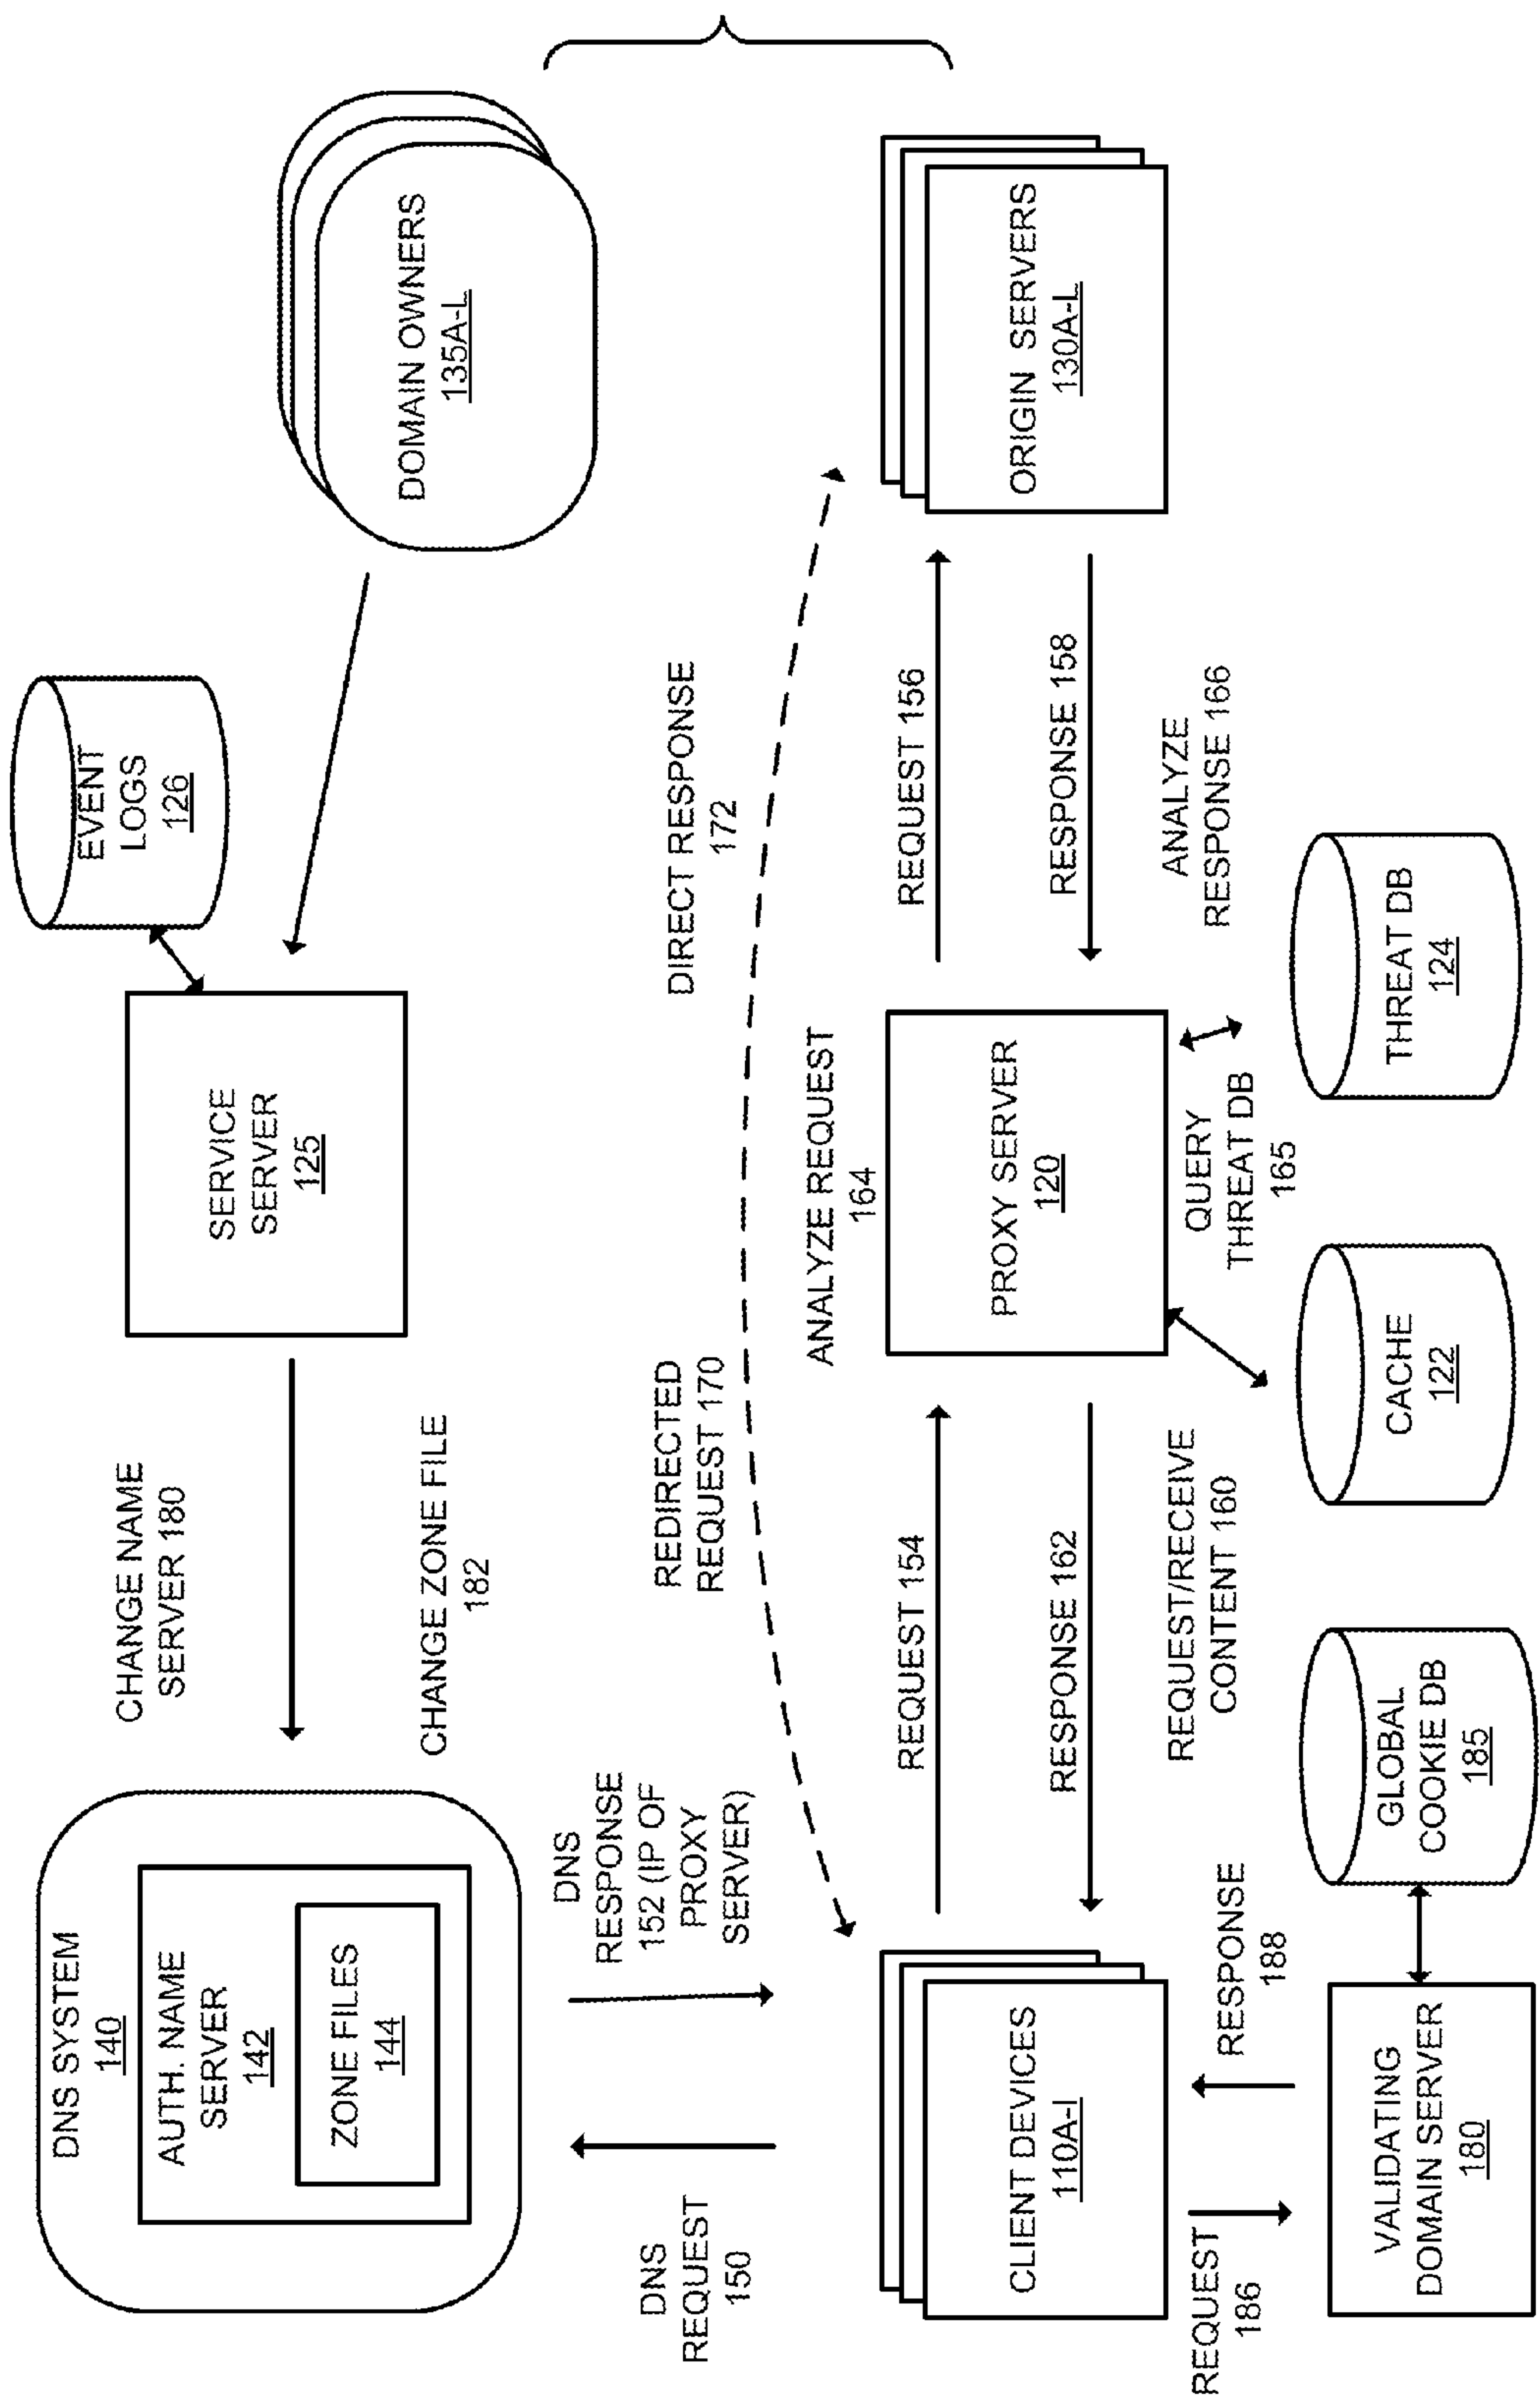 DNS SYSTEM
140
AUTH. NAME
SERVER
142
ZONE FILES
144
CHANGE NAME
SERVER 180
CHANGE ZONE FILE
182
SERVICE
SERVER
125
EVENT
LOGS
126
DOMAIN OWNERS
135A-L
DNS
REQUEST
150
DNS
RESPONSE
152 (IP OF
PROXY
SERVER)
REDIRECTED
REQUEST 170
DIRECT RESPONSE
172
CLIENT DEVICES
110A-I
REQUEST 154
RESPONSE 162
ANALYZE REQUEST
164
PROXY SERVER
120
REQUEST 156
RESPONSE 158
ORIGIN SERVERS
130A-L
REQUEST
186
RESPONSE
188
REQUEST/RECEIVE
CONTENT 160
QUERY
THREAT DB
165
ANALYZE
RESPONSE 166
VALIDATING
DOMAIN SERVER
180
GLOBAL
COOKIE DB
185
CACHE
122
THREAT DB
124